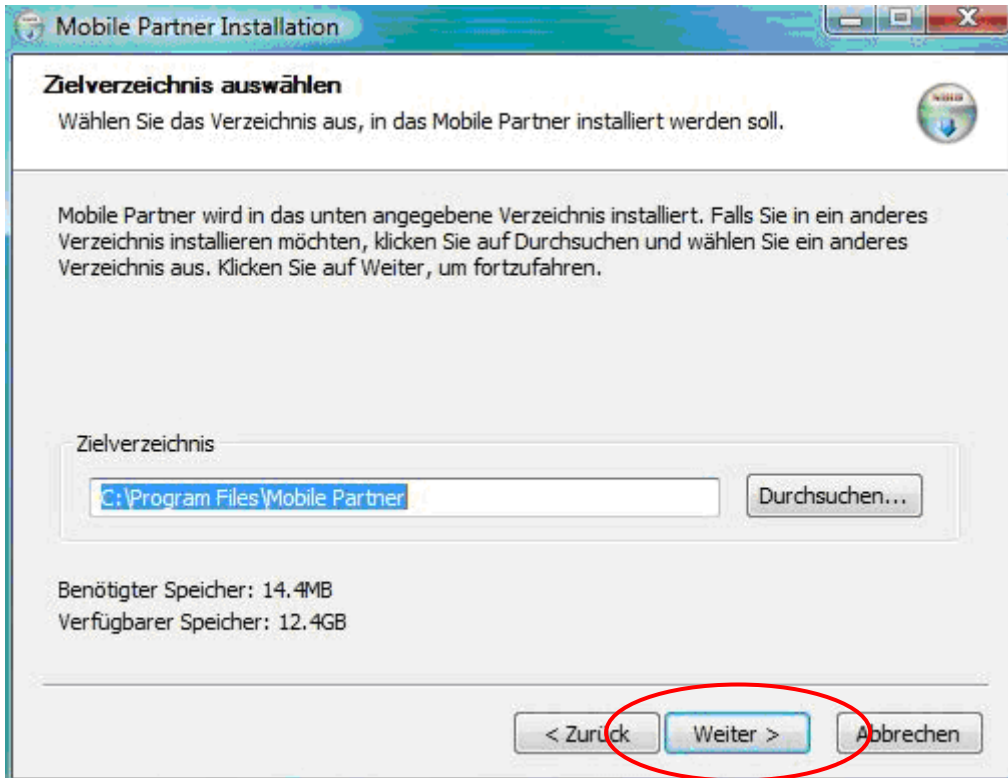 Mobile Partner Installation
Zielverzeichnis auswählen
Wählen Sie das Verzeichnis aus, in das Mobile Partner installiert werden soll.
Mobile Partner wird in das unten angegebene Verzeichnis installiert. Falls Sie in ein anderes
Verzeichnis installieren möchten, klicken Sie auf Durchsuchen und wählen Sie ein anderes
Verzeichnis aus. Klicken Sie auf Weiter, um fortzufahren.
Zielverzeichnis
C:\Program Files\Mobile Partner
Durchsuchen...
Benötigter Speicher: 14.4MB
Verfügbarer Speicher: 12.4GB
< Zurück
Weiter >
Abbrechen